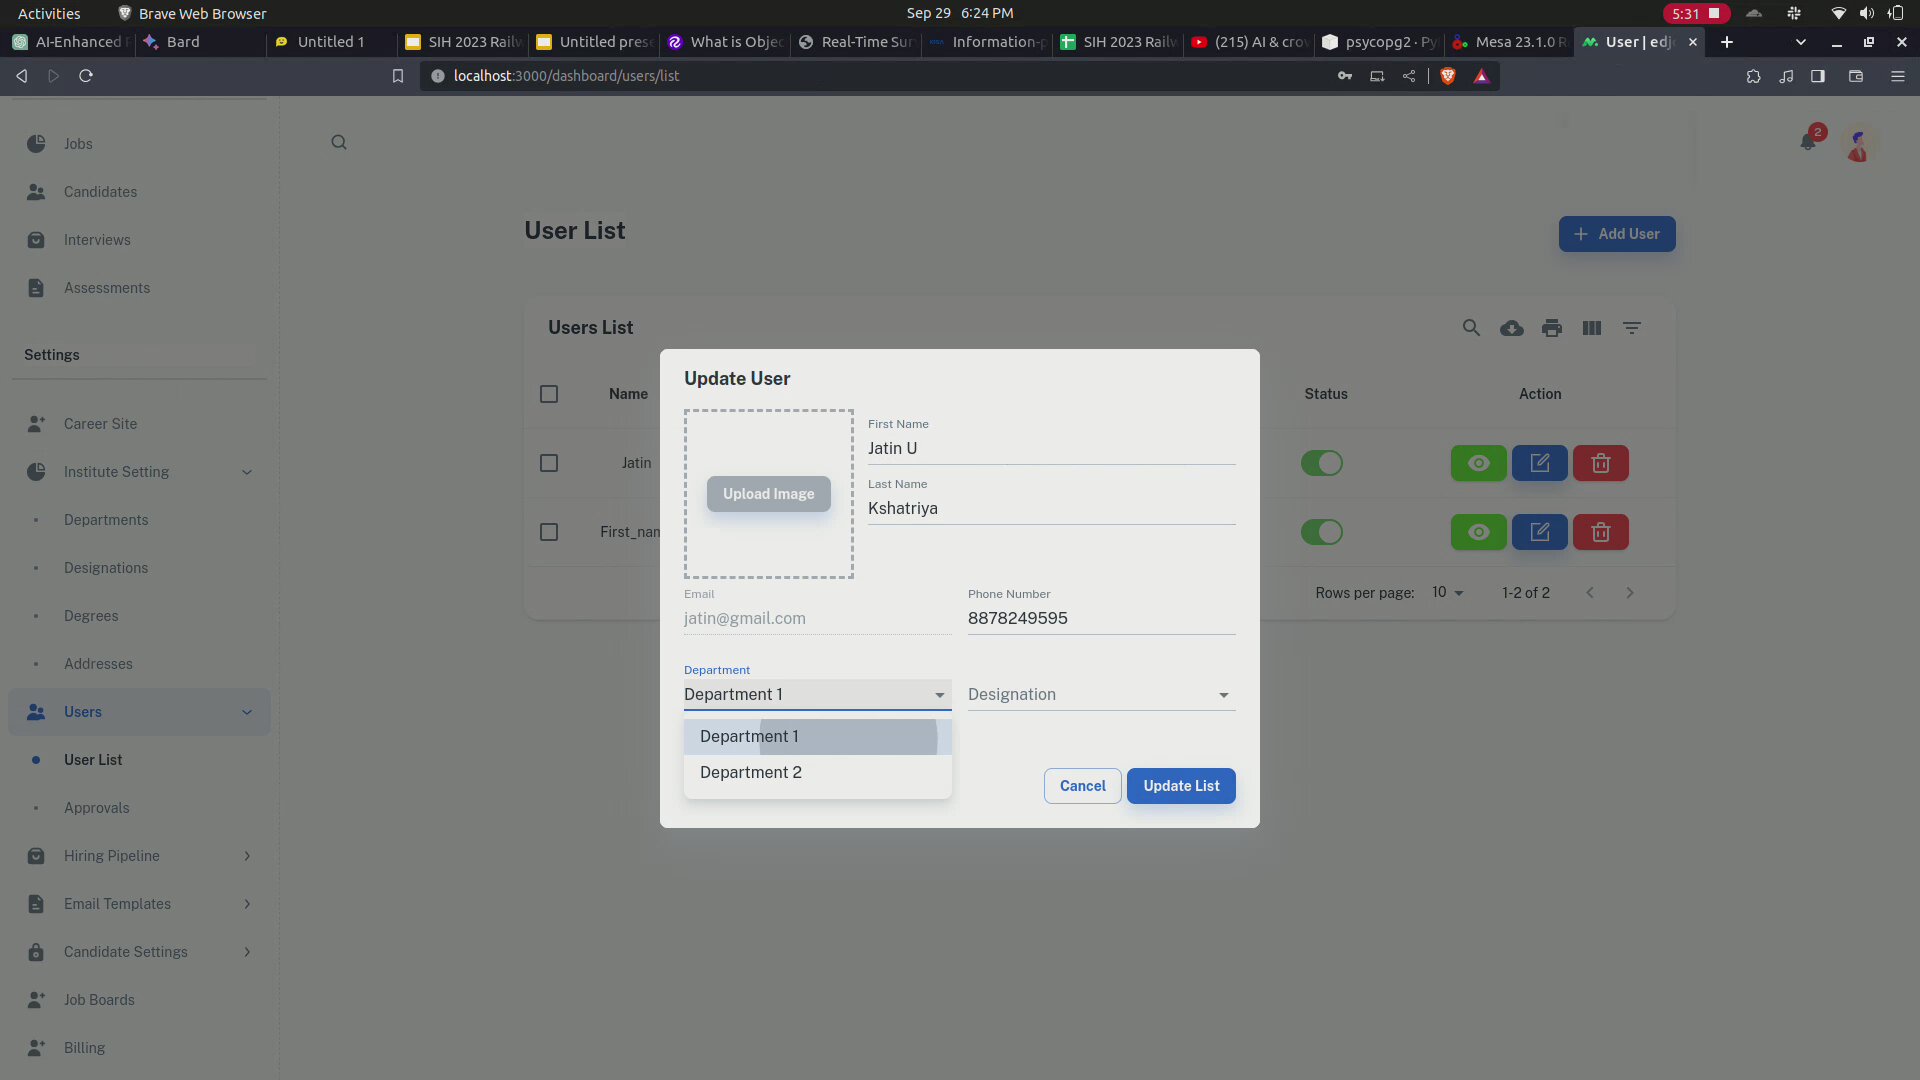 Activities
Brave Web Browser
Sep 29 6:24 PM
5:31
AI-Enhanced
Bard
Untitled 1
SIH 2023 Railw
Untitled prese
What is Objec
Real-Time Sur
Information-p
SIH 2023 Railw
(215) AI & crow
psycopg2 · Py
Mesa 23.1.0 R
User | edjo
localhost:3000/dashboard/users/list
Jobs
Candidates
Interviews
Assessments
Settings
Career Site
Institute Setting
Departments
Designations
Degrees
Addresses
Users
User List
Approvals
Hiring Pipeline
Email Templates
Candidate Settings
Job Boards
Billing
2
User List
Add User
Users List
Name
Status
Action
Jatin
First_nam
Rows per page:
10
1-2 of 2
Update User
Upload Image
First Name
Jatin U
Last Name
Kshatriya
Email
jatin@gmail.com
Phone Number
8878249595
Department
Department 1
Designation
Department 1
Department 2
Cancel
Update List